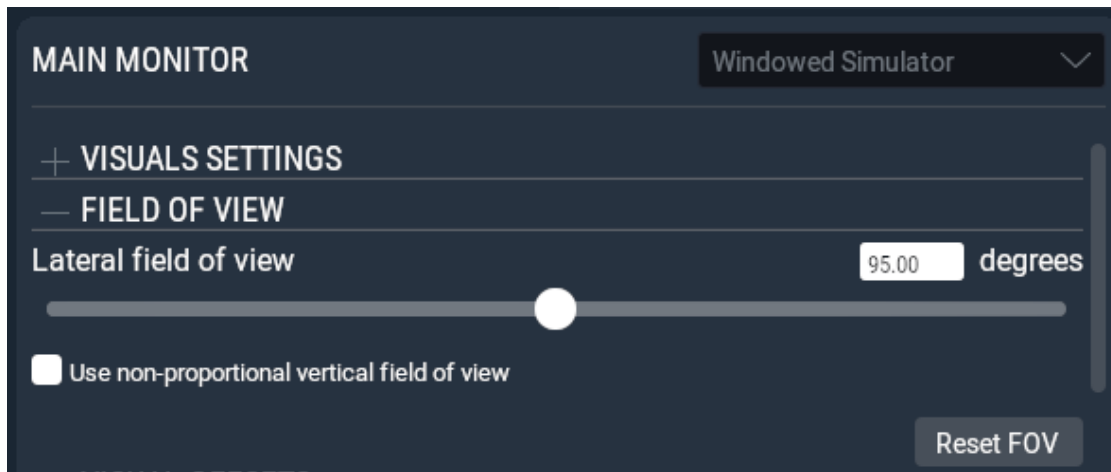 MAIN MONITOR
Windowed Simulator
VISUALS SETTINGS
FIELD OF VIEW
Lateral field of view 95.00 degrees
Use non-proportional vertical field of view
Reset FOV